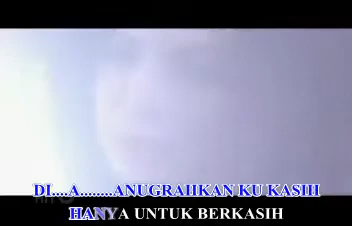 DI....A........ANUGRAHKAN KU KASIH
HANYA UNTUK BERKASIH